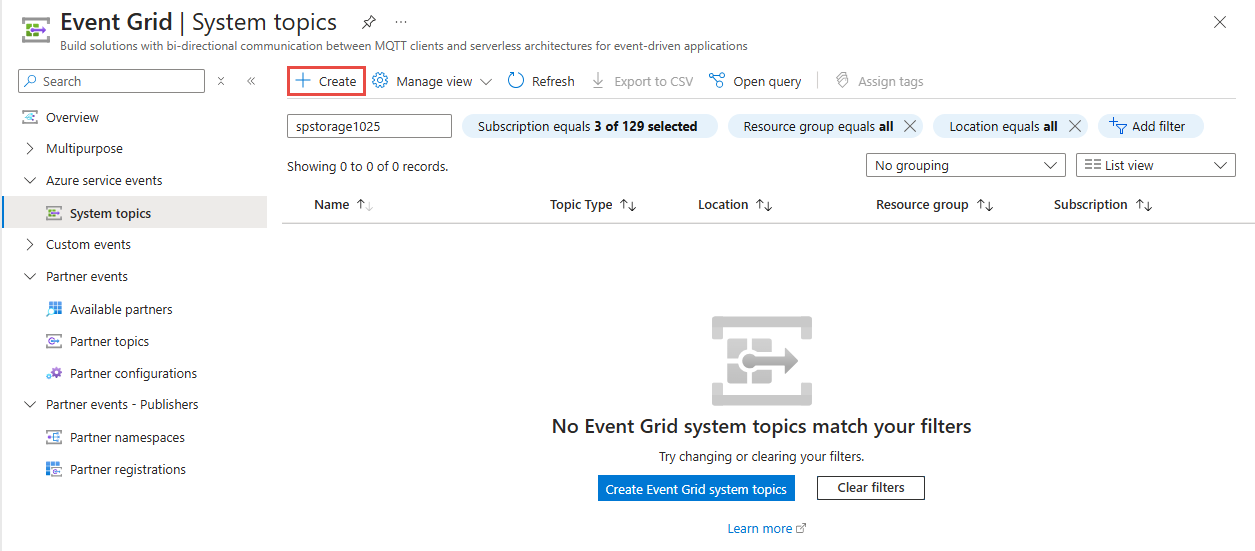 Event Grid | System topics
Build solutions with bi-directional communication between MQTT clients and serverless architectures for event-driven applications
Search
Create Manage view Refresh Export to CSV Open query Assign tags
Overview
Multipurpose
Azure service events
System topics
Custom events
Partner events
Available partners
Partner topics
Partner configurations
Partner events - Publishers
Partner namespaces
Partner registrations
spstorage1025 Subscription equals 3 of 129 selected Resource group equals all Location equals all Add filter
Showing 0 to 0 of 0 records. No grouping List view
Name Topic Type Location Resource group Subscription
No Event Grid system topics match your filters
Try changing or clearing your filters.
Create Event Grid system topics Clear filters
Learn more